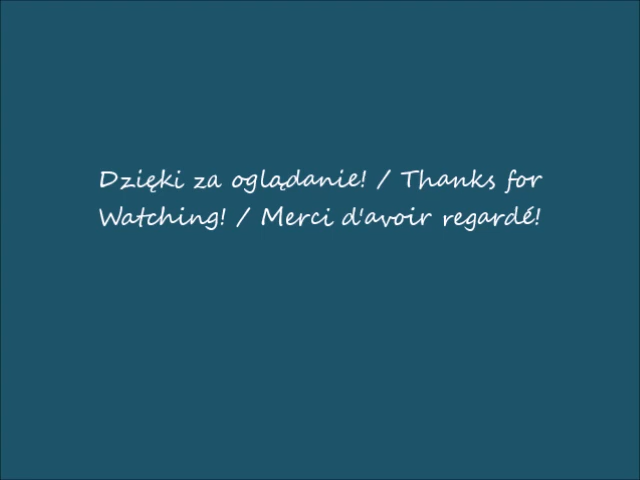 Dzięki za oglądanie! / Thanks for
Watching! / Merci d'avoir regardé!